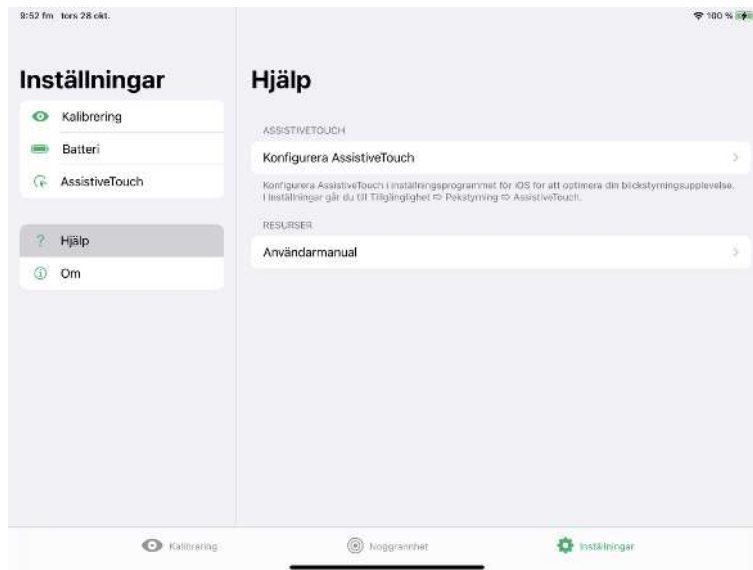 9:52 fm tors 28 okt.
100 %
Inställningar
Kalibrering
Batteri
AssistiveTouch
Hjälp
Om
Hjälp
ASSISTIVETOUCH
Konfigurera AssistiveTouch
Konfigurera AssistiveTouch i inställningsprogrammet för iOS for att optimera din blickstyrningsupplevelse.
I Inställningar går du till Tillgänglighet ⇨ Pekstyrning ⇨ AssistiveTouch.
RESURSER
Användarmanual
Kalibrering
Noggrannhet
Inställningar